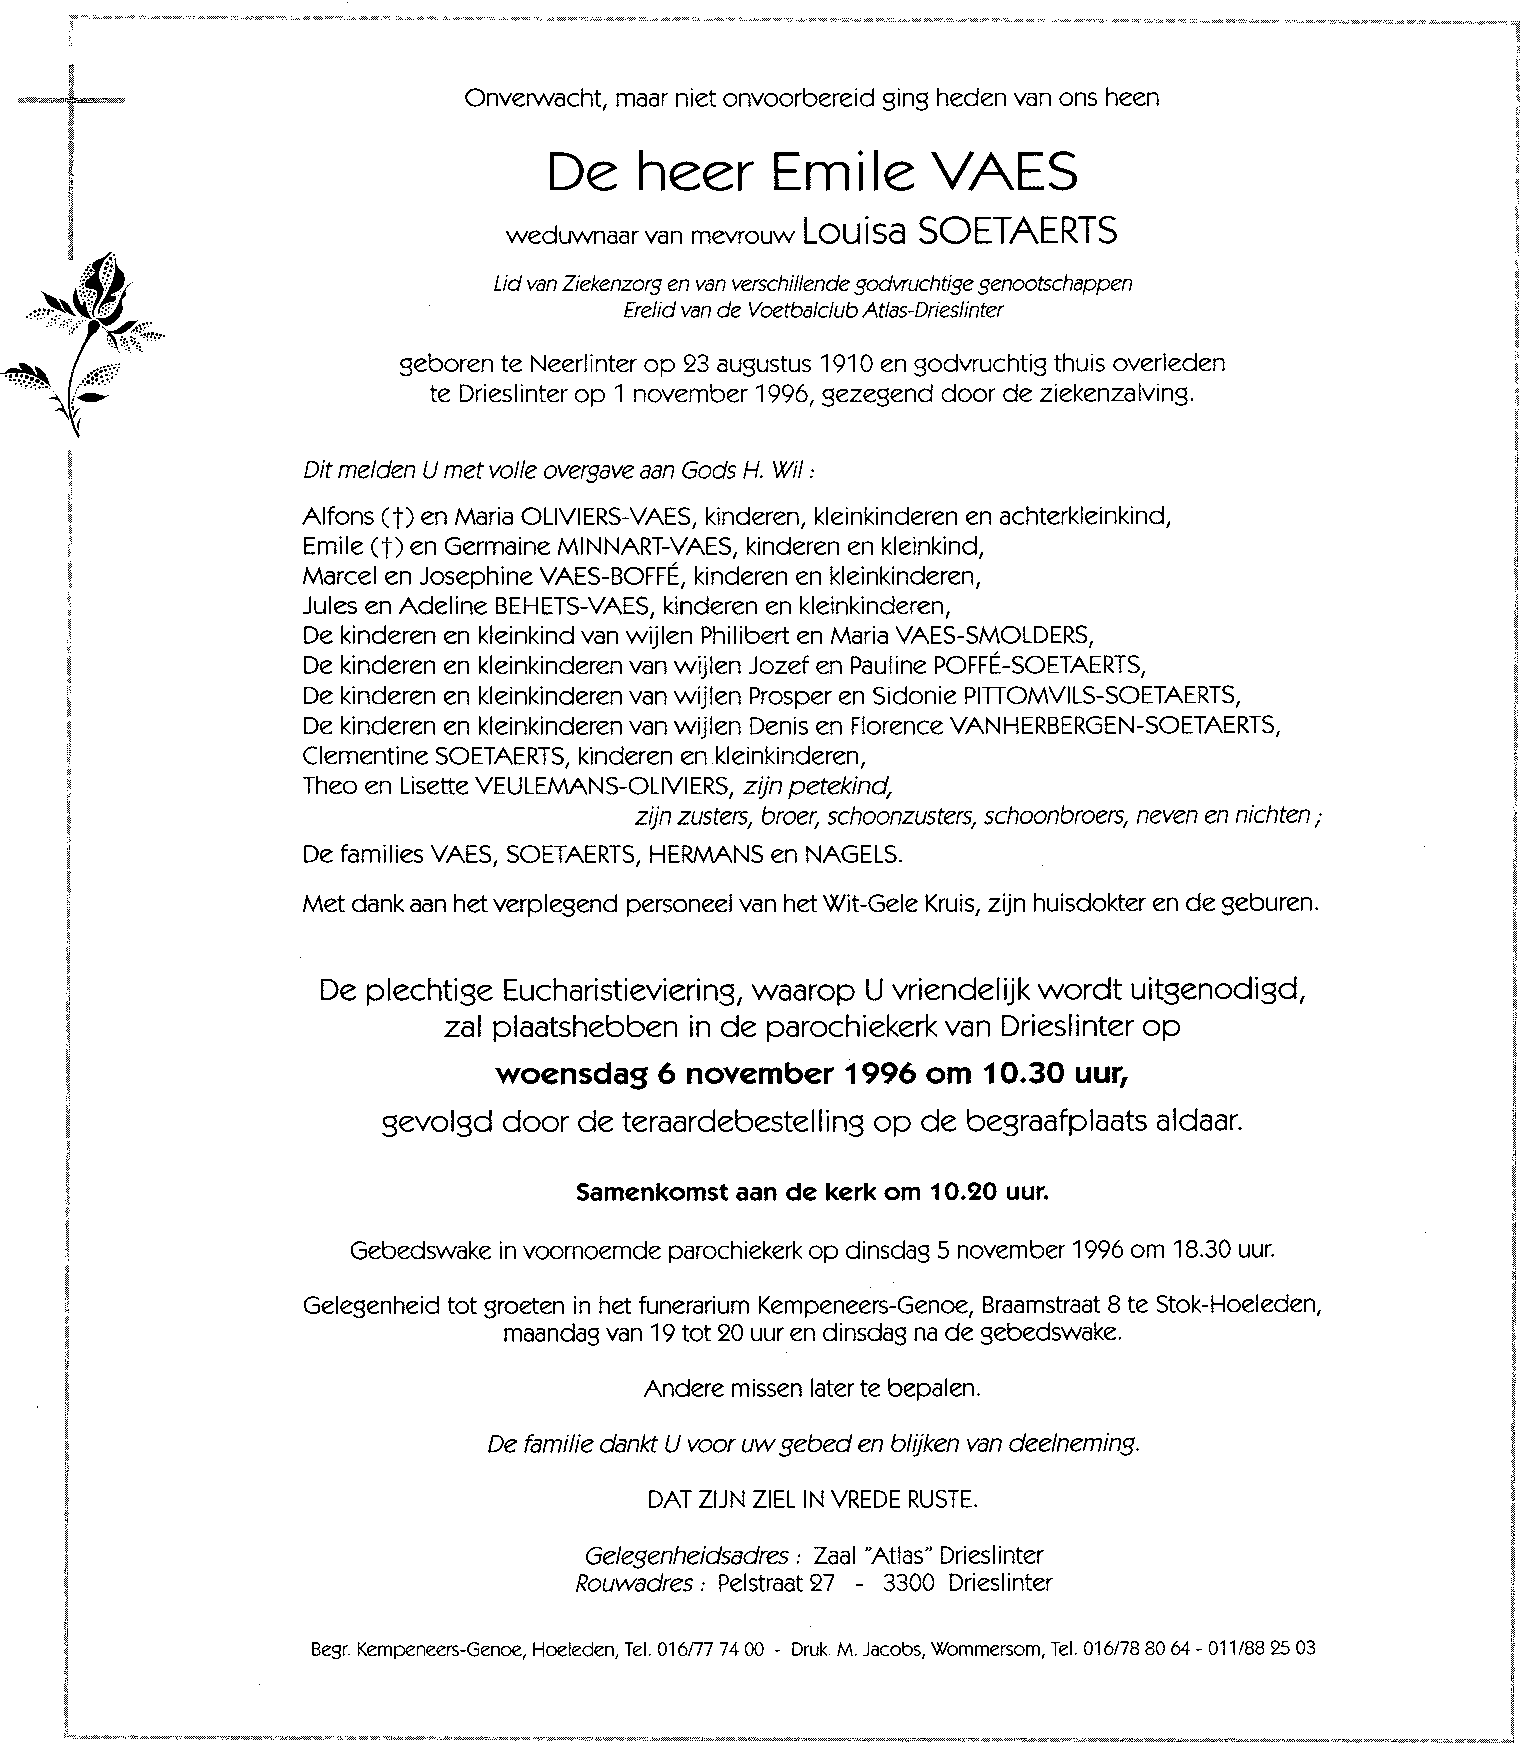 Onverwacht, maar niet onvoorbereid ging heden van ons heen
De heer Emile VAES
weduwnaar van mevrouw Louisa SOETAERTS
Lid van Ziekenzorg en van verschillende godvruchtige genootschappen
Erelid van de Voetbalclub Atlas-Drieslinter
geboren te Neerlinter op 23 augustus 1910 en godvruchtig thuis overleden
te Drieslinter op 1 november 1996, gezegend door de ziekenzalving.
Dit melden U met volle overgave aan Gods H. Wil :
Alfons (†) en Maria OLIVIERS-VAES, kinderen, kleinkinderen en achterkleinkind,
Emile (†) en Germaine MINNART-VAES, kinderen en kleinkind,
Marcel en Josephine VAES-BOFFÉ, kinderen en kleinkinderen,
Jules en Adeline BEHETS-VAES, kinderen en kleinkinderen,
De kinderen en kleinkind van wijlen Philibert en Maria VAES-SMOLDERS,
De kinderen en kleinkinderen van wijlen Jozef en Pauline POFFÉ-SOETAERTS,
De kinderen en kleinkinderen van wijlen Prosper en Sidonie PITTOMVILS-SOETAERTS,
De kinderen en kleinkinderen van wijlen Denis en Florence VANHERBERGEN-SOETAERTS,
Clementine SOETAERTS, kinderen en kleinkinderen,
Theo en Lisette VEULEMANS-OLIVIERS, zijn petekind,
zijn zusters, broer, schoonzusters, schoonbroers, neven en nichten ;
De families VAES, SOETAERTS, HERMANS en NAGELS.
Met dank aan het verplegend personeel van het Wit-Gele Kruis, zijn huisdokter en de geburen.
De plechtige Eucharistieviering, waarop U vriendelijk wordt uitgenodigd,
zal plaatshebben in de parochiekerk van Drieslinter op
woensdag 6 november 1996 om 10.30 uur,
gevolgd door de teraardebestelling op de begraafplaats aldaar.
Samenkomst aan de kerk om 10.20 uur.
Gebedswake in voornoemde parochiekerk op dinsdag 5 november 1996 om 18.30 uur.
Gelegenheid tot groeten in het funerarium Kempeneers-Genoe, Braamstraat 8 te Stok-Hoeleden,
maandag van 19 tot 20 uur en dinsdag na de gebedswake.
Andere missen later te bepalen.
De familie dankt U voor uw gebed en blijken van deelneming.
DAT ZIJN ZIEL IN VREDE RUSTE.
Gelegenheidsadres : Zaal "Atlas" Drieslinter
Rouwadres : Pelstraat 27 - 3300 Drieslinter
Begr. Kempeneers-Genoe, Hoeleden, Tel. 016/77 74 00 - Druk. M. Jacobs, Wommersom, Tel. 016/78 80 64 - 011/88 25 03